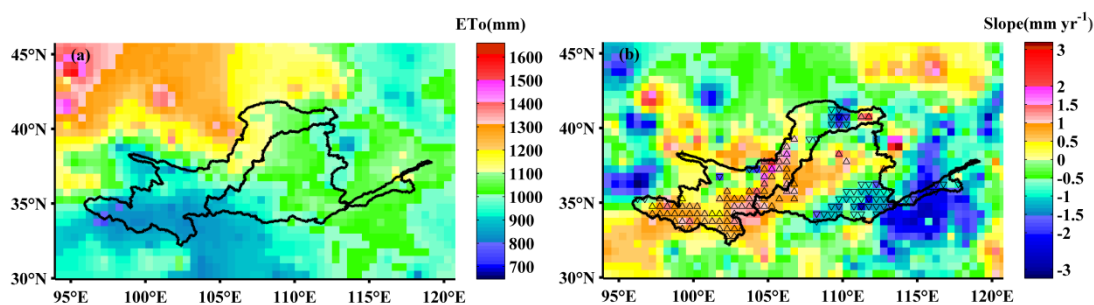 ETo(mm)
(a)
45°N
40°N
35°N
30°N
95°E 100°E 105°E 110°E 115°E 120°E
1600
1500
1400
1300
1200
1100
1000
900
800
700
Slope(mm yr⁻¹)
(b)
45°N
40°N
35°N
30°N
95°E 100°E 105°E 110°E 115°E 120°E
3
2
1.5
1
0.5
0
-0.5
-1
-1.5
-2
-3